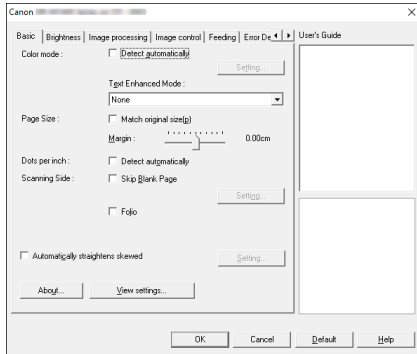 Canon
Basic Brightness Image processing Image control Feeding Error De User's Guide
Color mode : Detect automatically
Setting...
Text Enhanced Mode :
None
Page Size : Match original size(p)
Margin : 0.00cm
Dots per inch : Detect automatically
Scanning Side : Skip Blank Page
Setting...
Folio
Automatically straightens skewed Setting...
About... View settings...
OK Cancel Default Help